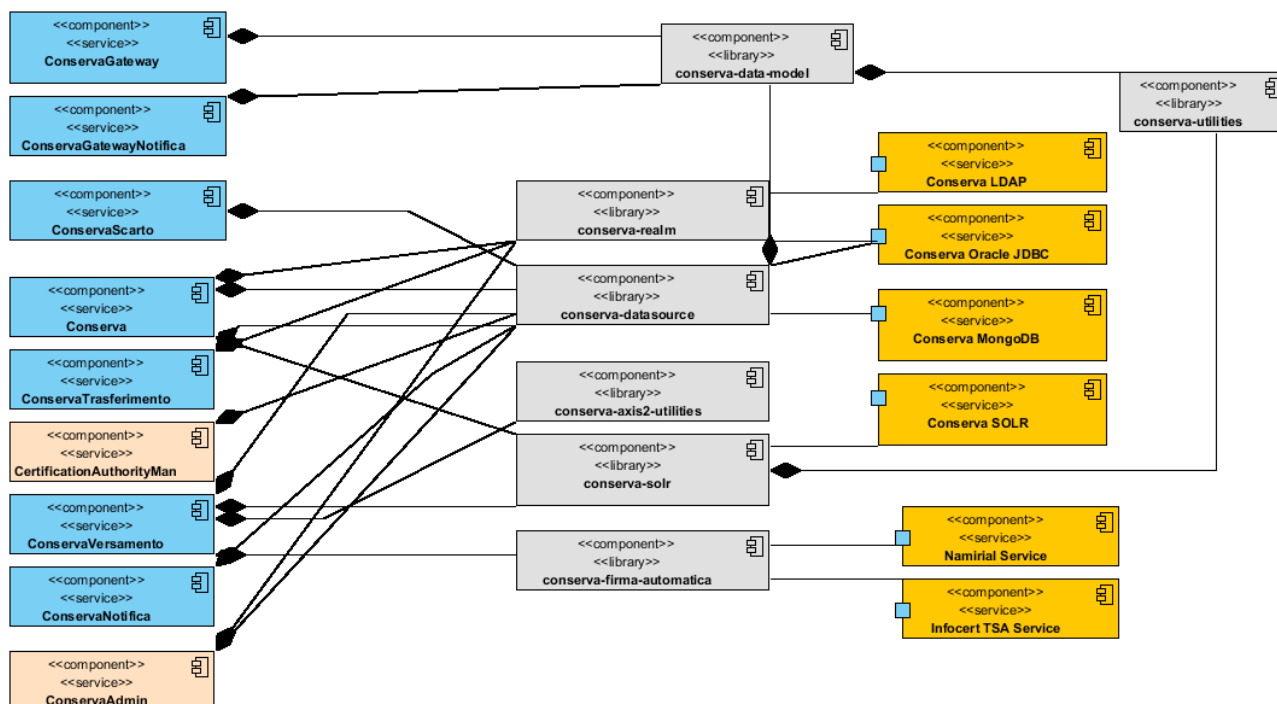 <<component>>
<<service>>
ConservaGateway
<<component>>
<<service>>
ConservaGatewayNotifica
<<component>>
<<service>>
ConservaScarto
<<component>>
<<service>>
Conserva
<<component>>
<<service>>
ConservaTrasferimento
<<component>>
CertificationAuthorityMan
<<component>>
<<service>>
ConservaVersamento
<<component>>
<<service>>
ConservaNotifica
<<component>>
<<service>>
ConservaAdmin
<<component>>
<<library>>
conserva-data-model
<<component>>
<<library>>
conserva-realm
<<component>>
<<library>>
conserva-datasource
<<component>>
<<library>>
conserva-axis2-utilities
<<component>>
<<library>>
conserva-solr
<<component>>
<<library>>
conserva-firma-automatica
<<component>>
<<library>>
conserva-utilities
<<component>>
<<service>>
Conserva LDAP
<<component>>
<<service>>
Conserva Oracle JDBC
<<component>>
<<service>>
Conserva MongoDB
<<component>>
<<service>>
Conserva SOLR
<<component>>
<<service>>
Namirial Service
<<component>>
<<service>>
Infocert TSA Service